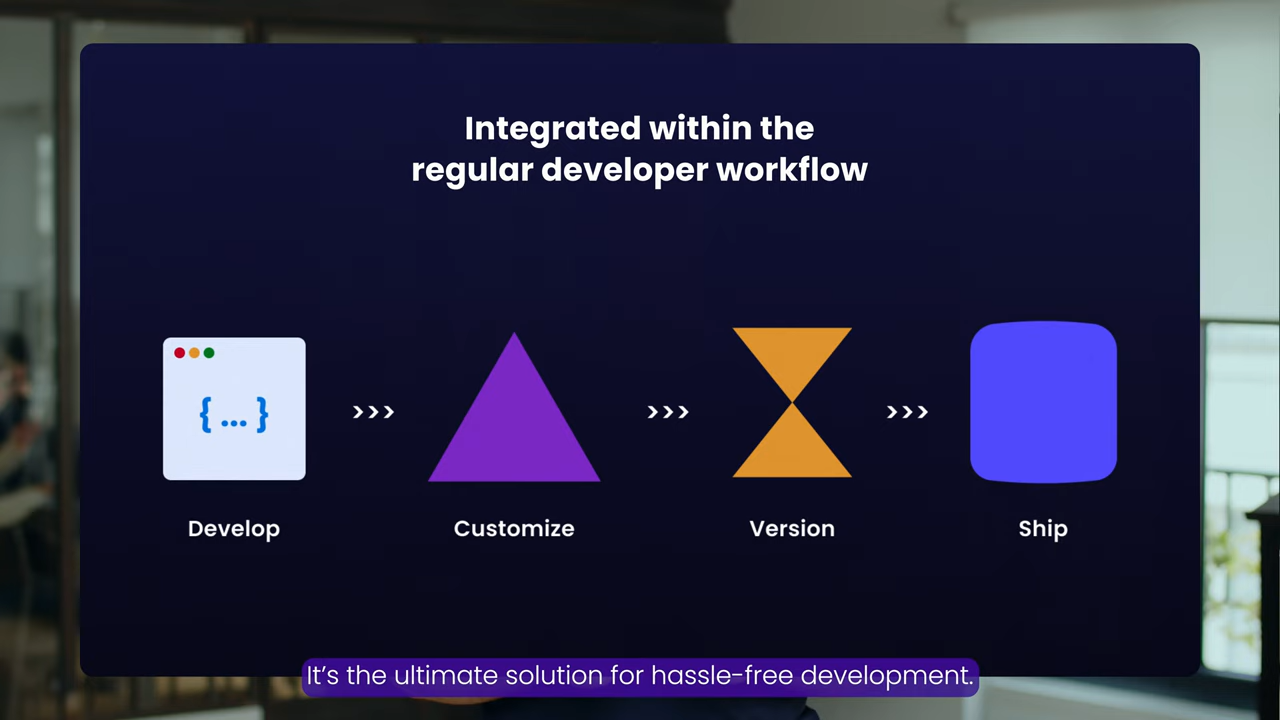 Integrated within the
regular developer workflow
{ ... }
››› ››› ›››
Develop Customize Version Ship
It’s the ultimate solution for hassle-free development.